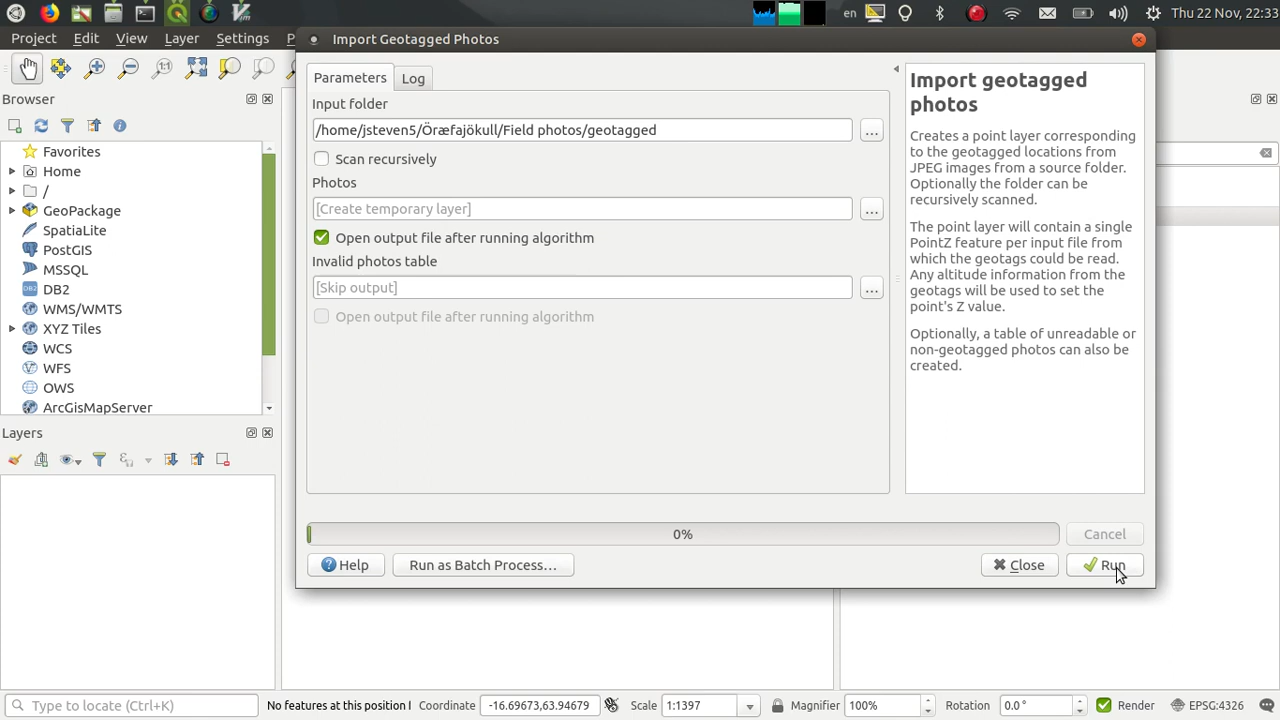 en
Thu 22 Nov, 22:33
Project Edit View Layer Settings P
Import Geotagged Photos
Browser
Favorites
Home
/
GeoPackage
SpatiaLite
PostGIS
MSSQL
DB2
WMS/WMTS
XYZ Tiles
WCS
WFS
OWS
ArcGisMapServer
Layers
Parameters Log
Input folder
/home/jsteven5/Öræfajökull/Field photos/geotagged
...
Scan recursively
Photos
[Create temporary layer]
...
Open output file after running algorithm
Invalid photos table
[Skip output]
...
Open output file after running algorithm
Import geotagged
photos
Creates a point layer corresponding
to the geotagged locations from
JPEG images from a source folder.
Optionally the folder can be
recursively scanned.
The point layer will contain a single
PointZ feature per input file from
which the geotags could be read.
Any altitude information from the
geotags will be used to set the
point's Z value.
Optionally, a table of unreadable or
non-geotagged photos can also be
created.
0%
Cancel
Help
Run as Batch Process…
Close
Run
Type to locate (Ctrl+K)
No features at this position
Coordinate -16.69673,63.94679
Scale 1:1397
Magnifier 100%
Rotation 0.0 °
Render
EPSG:4326